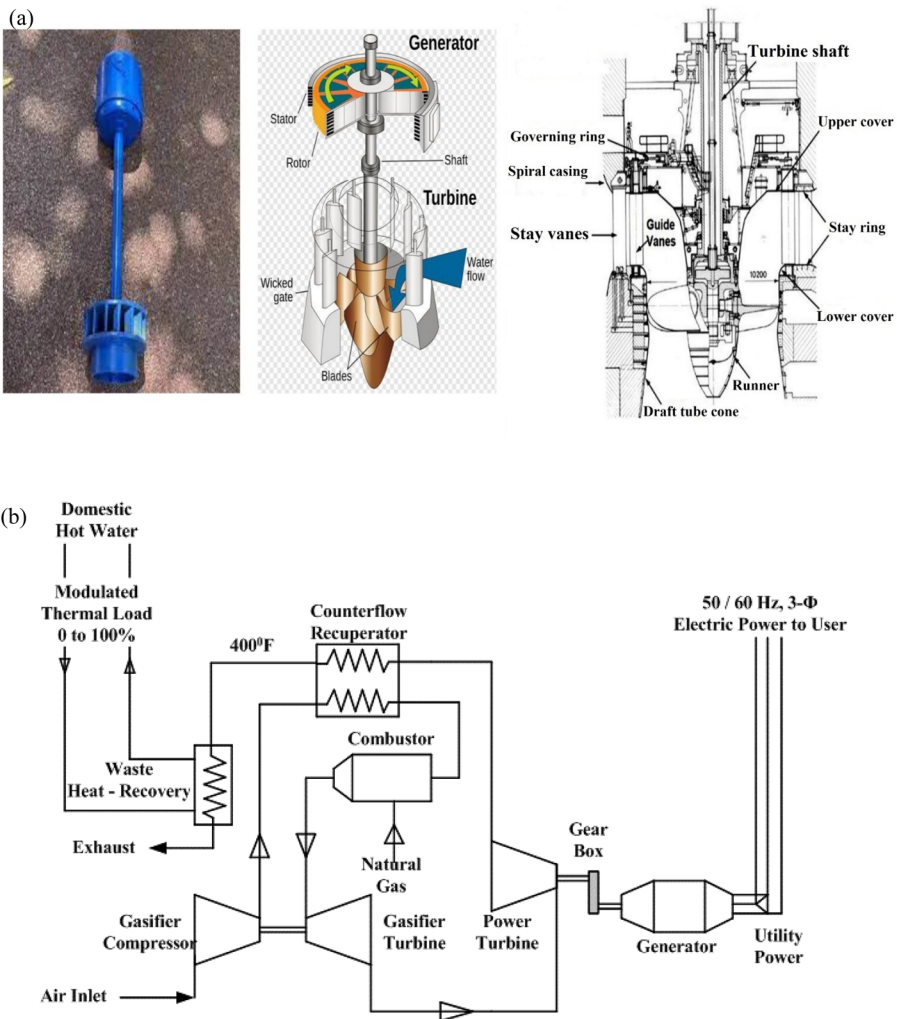 (a)
Generator
Stator
Rotor
Shaft
Turbine
Water
flow
Wicked
gate
Blades
Turbine shaft
Upper cover
Governing ring
Spiral casing
Stay vanes
Guide
Vanes
Stay ring
10200
Lower cover
Runner
Draft tube cone
(b)
Domestic
Hot Water
Modulated
Thermal Load
0 to 100%
400⁰F
Counterflow
Recuperator
50 / 60 Hz, 3-Φ
Electric Power to User
Combustor
Waste
Heat - Recovery
Exhaust
Natural
Gas
Gear
Box
Gasifier
Compressor
Gasifier
Turbine
Power
Turbine
Generator
Utility
Power
Air Inlet